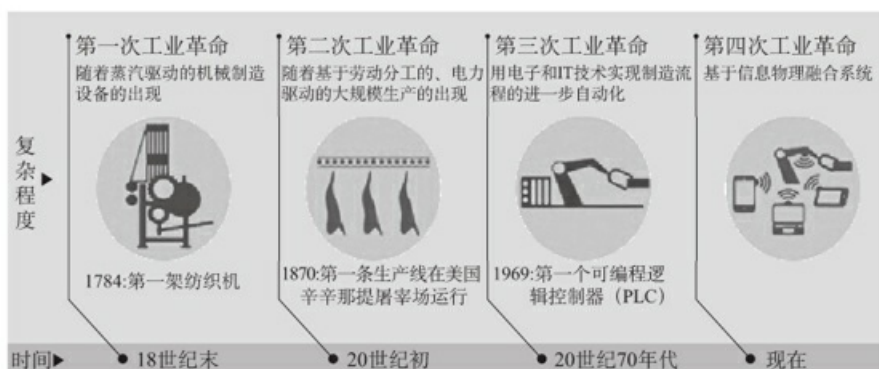 第一次工业革命
随着蒸汽驱动的机械制造
设备的出现
1784:第一架纺织机
第二次工业革命
随着基于劳动分工的、电力
驱动的大规模生产的出现
1870:第一条生产线在美国
辛辛那提屠宰场运行
第三次工业革命
用电子和IT技术实现制造流
程的进一步自动化
1969:第一个可编程逻
辑控制器（PLC）
第四次工业革命
基于信息物理融合系统
复杂程度▶
时间▶
18世纪末
20世纪初
20世纪70年代
现在